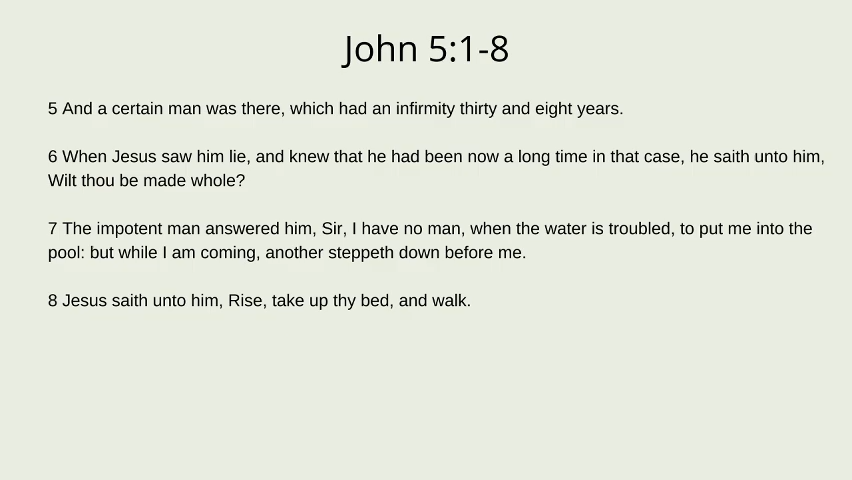 John 5:1-8
5 And a certain man was there, which had an infirmity thirty and eight years.
6 When Jesus saw him lie, and knew that he had been now a long time in that case, he saith unto him,
Wilt thou be made whole?
7 The impotent man answered him, Sir, I have no man, when the water is troubled, to put me into the
pool: but while I am coming, another steppeth down before me.
8 Jesus saith unto him, Rise, take up thy bed, and walk.